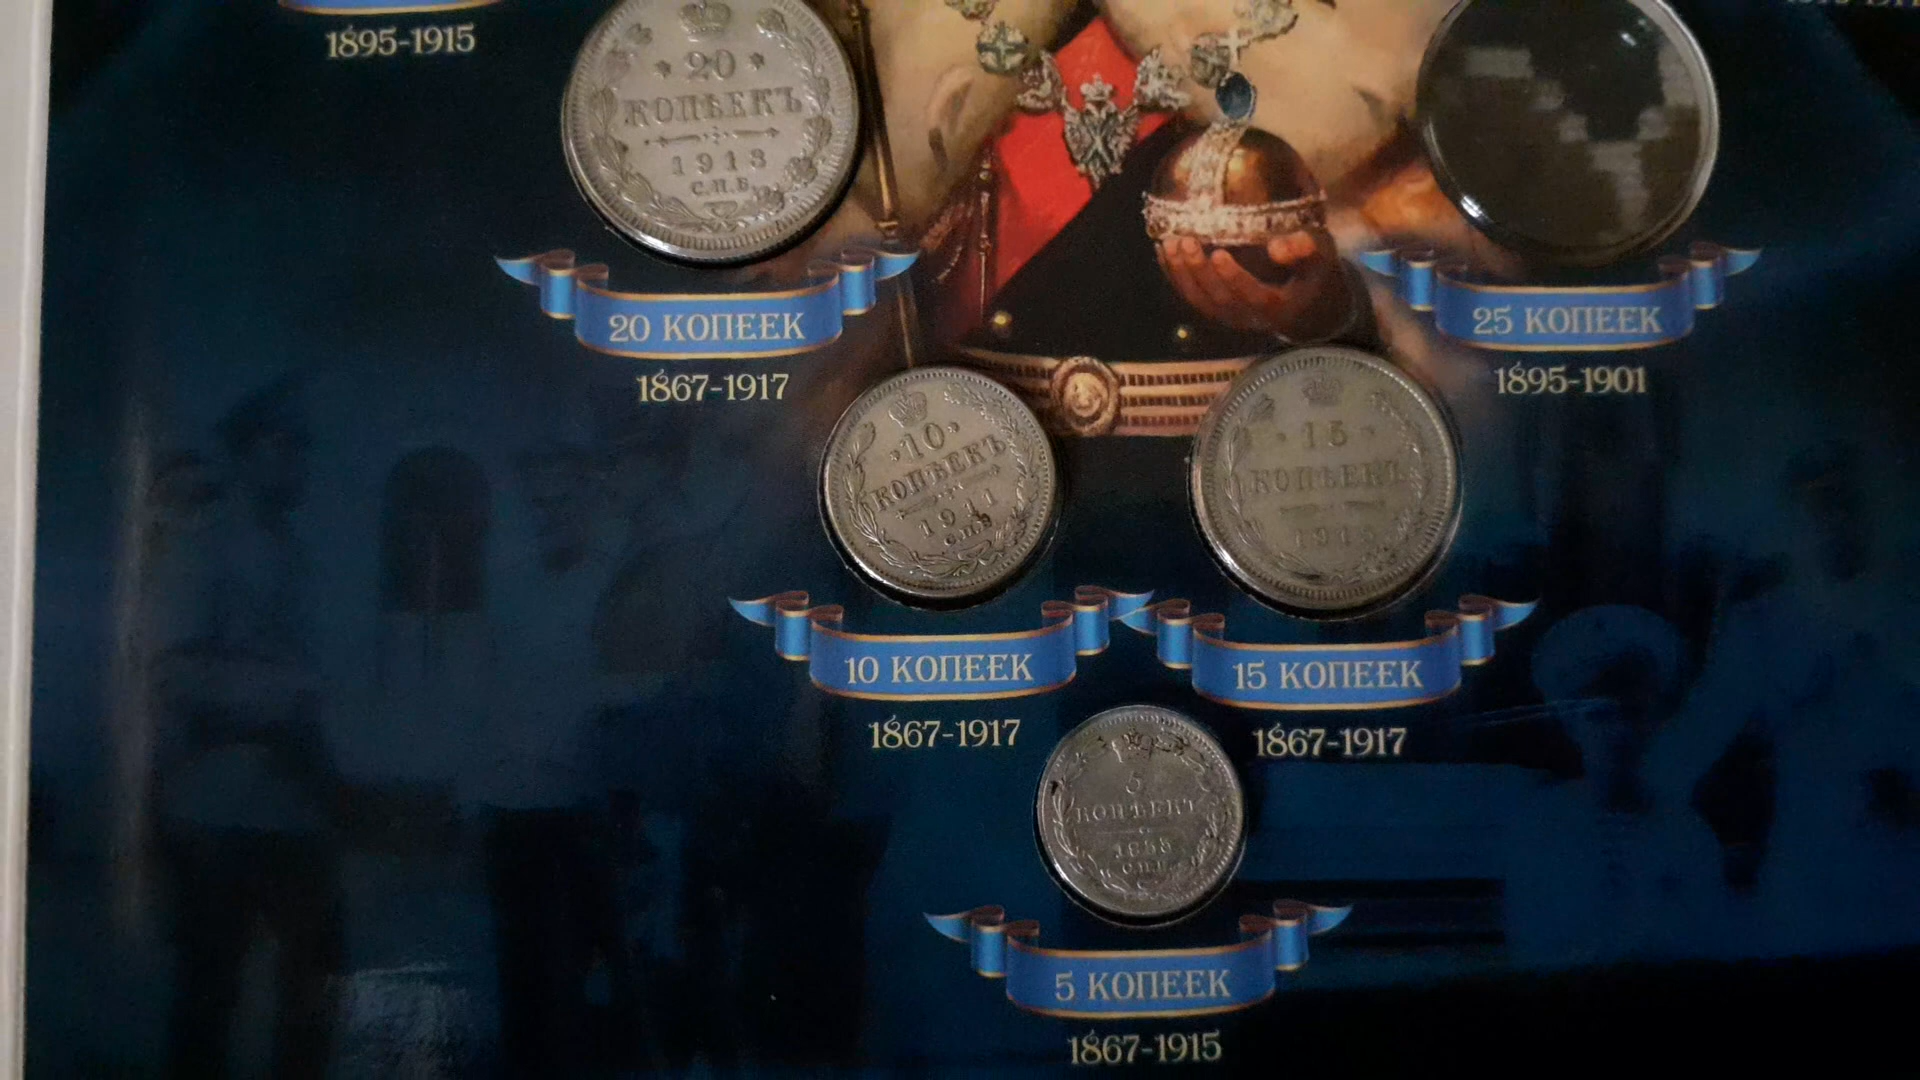 1895-1915
20
КОПѢЕКЪ
1913
С.П.Б.
20 КОПЕЕК
1867-1917
25 КОПЕЕК
1895-1901
10
КОПѢЕКЪ
1911
С.П.Б
10 КОПЕЕК
1867-1917
15
КОПѢЕКЪ
15 КОПЕЕК
1867-1917
5
КОПѢЕКЪ
С.П.Б.
5 КОПЕЕК
1867-1915